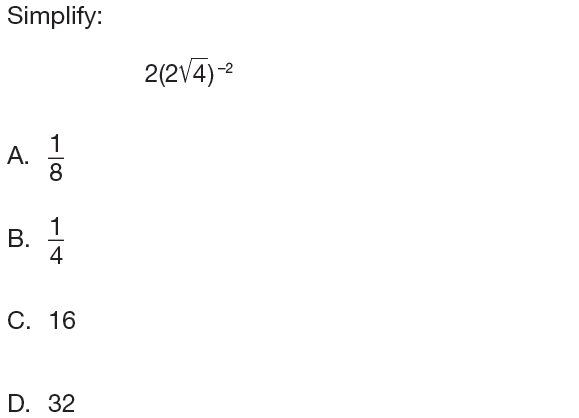 Simplify:
2(2√4)⁻²
A. 1/8
B. 1/4
C. 16
D. 32